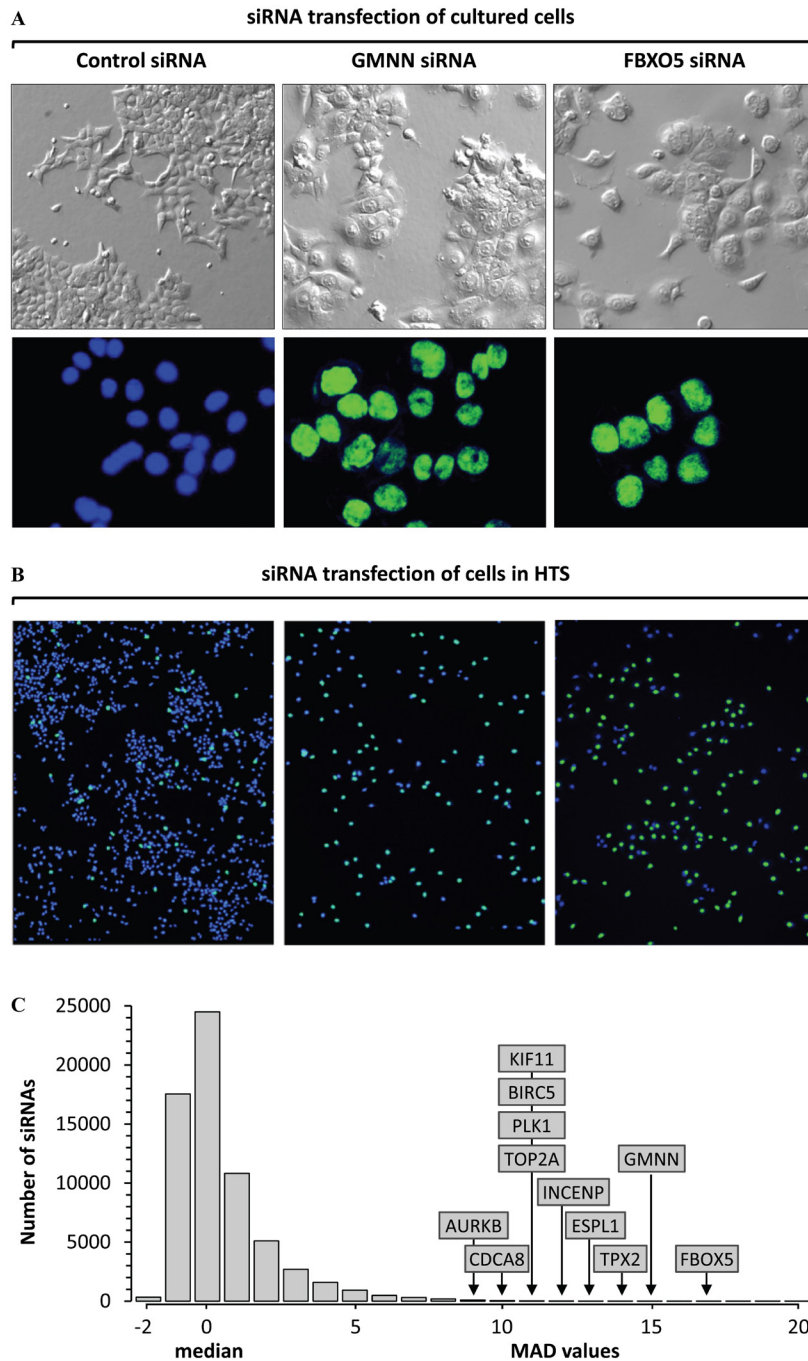 A
siRNA transfection of cultured cells
Control siRNA
GMNN siRNA
FBXO5 siRNA
B
siRNA transfection of cells in HTS
C
25000
20000
15000
10000
5000
0
Number of siRNAs
KIF11
BIRC5
PLK1
TOP2A
GMNN
INCENP
AURKB
ESPL1
CDCA8
TPX2
FBOX5
-2 0 5 10 15 20
median MAD values